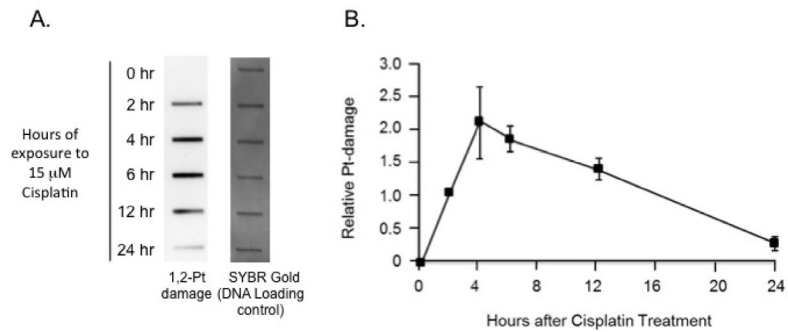 A.
Hours of
exposure to
15 μM
Cisplatin
0 hr
2 hr
4 hr
6 hr
12 hr
24 hr
1,2-Pt
damage
SYBR Gold
(DNA Loading
control)
B.
Relative Pt-damage
3.0
2.5
2.0
1.5
1.0
0.5
0
0 4 8 12 16 20 24
Hours after Cisplatin Treatment